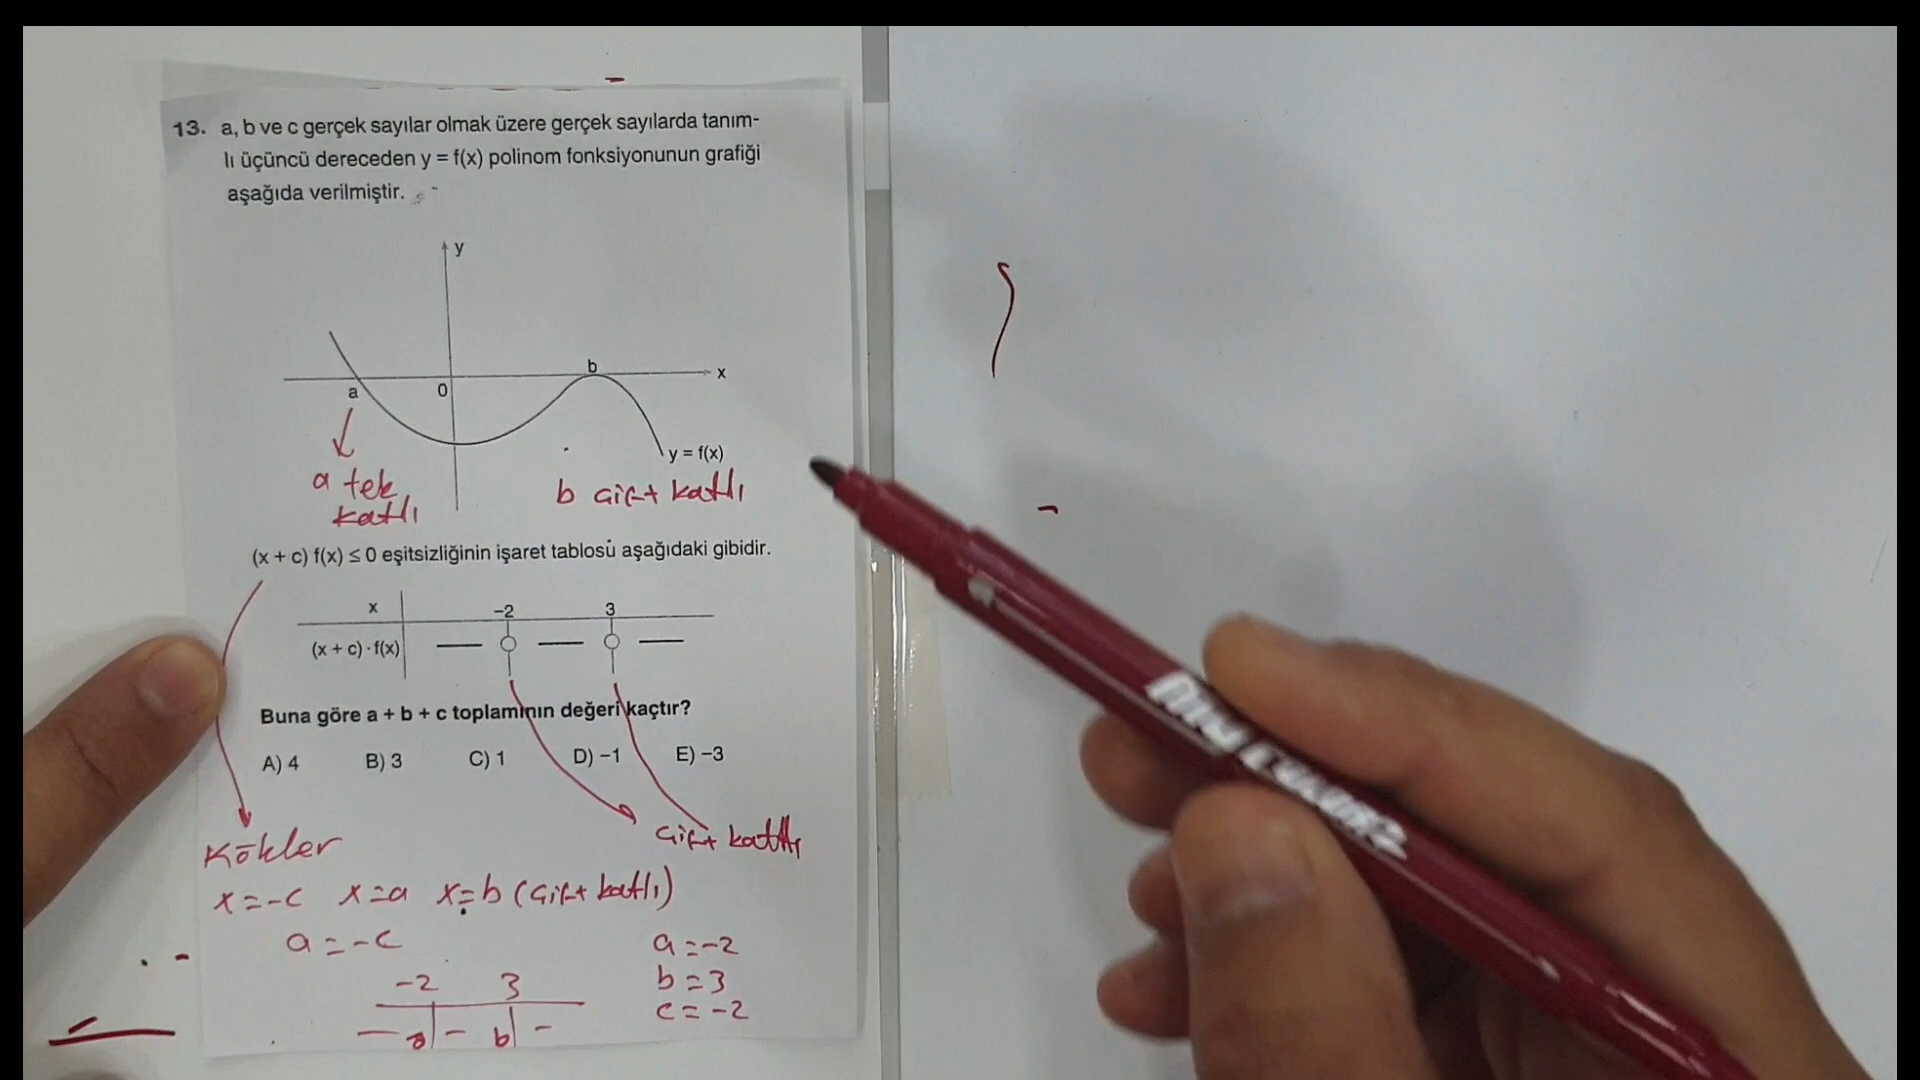 13. a, b ve c gerçek sayılar olmak üzere gerçek sayılarda tanım-
lı üçüncü dereceden y = f(x) polinom fonksiyonunun grafiği
aşağıda verilmiştir.
y
b
x
a
0
y = f(x)
a tek
katlı
b çift katlı
(x + c) f(x) ≤ 0 eşitsizliğinin işaret tablosu aşağıdaki gibidir.
x -2 3
(x + c) · f(x)
Buna göre a + b + c toplamının değeri kaçtır?
A) 4 B) 3 C) 1 D) −1 E) −3
Kökler
çift katlı
x = -c x = a x = b (çift katlı)
a = -c
a = -2
b = 3
c = -2
-2 3
- a - b -